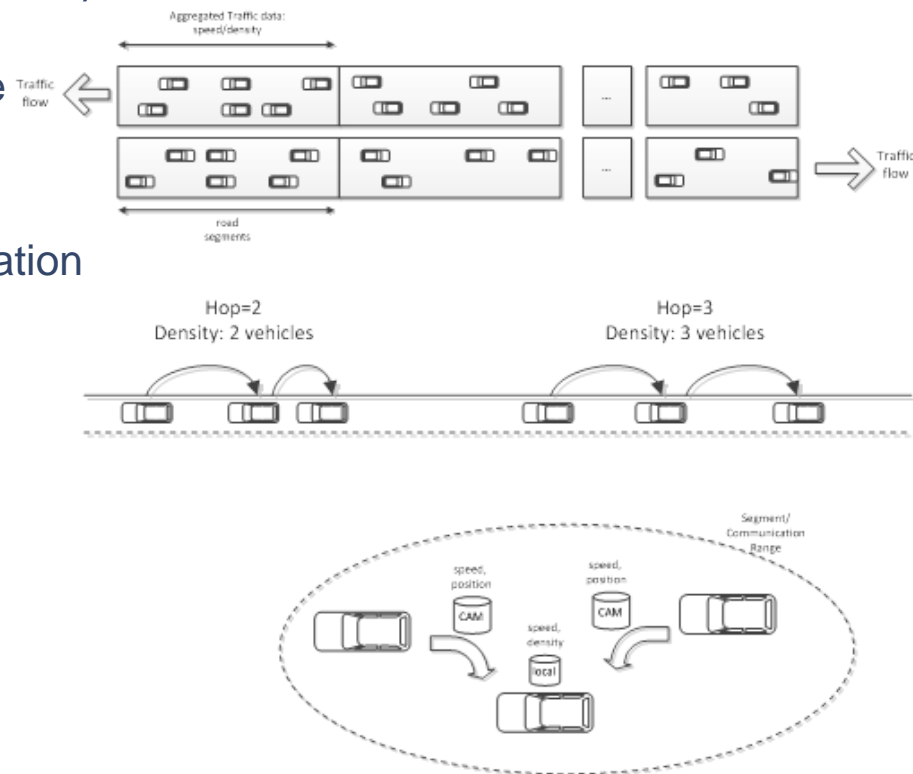 Aggregated Traffic data:
speed/density
e
Traffic
flow
...
...
Traffic
flow
road
segments
ation
Hop=2
Density: 2 vehicles
Hop=3
Density: 3 vehicles
Segment/
Communication
Range
speed,
position
CAM
speed,
position
CAM
speed,
density
local